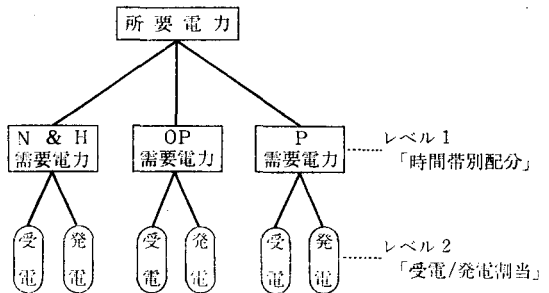 所要電力
N & H
需要電力
OP
需要電力
P
需要電力
レベル1
「時間帯別配分」
受電
発電
受電
発電
受電
発電
レベル2
「受電/発電割当」